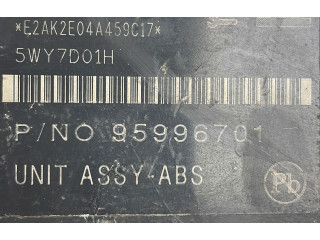 *E2AK2E04A459C17*
5WY7D01H
P/NO 95996701
UNIT ASSY-ABS
Pb